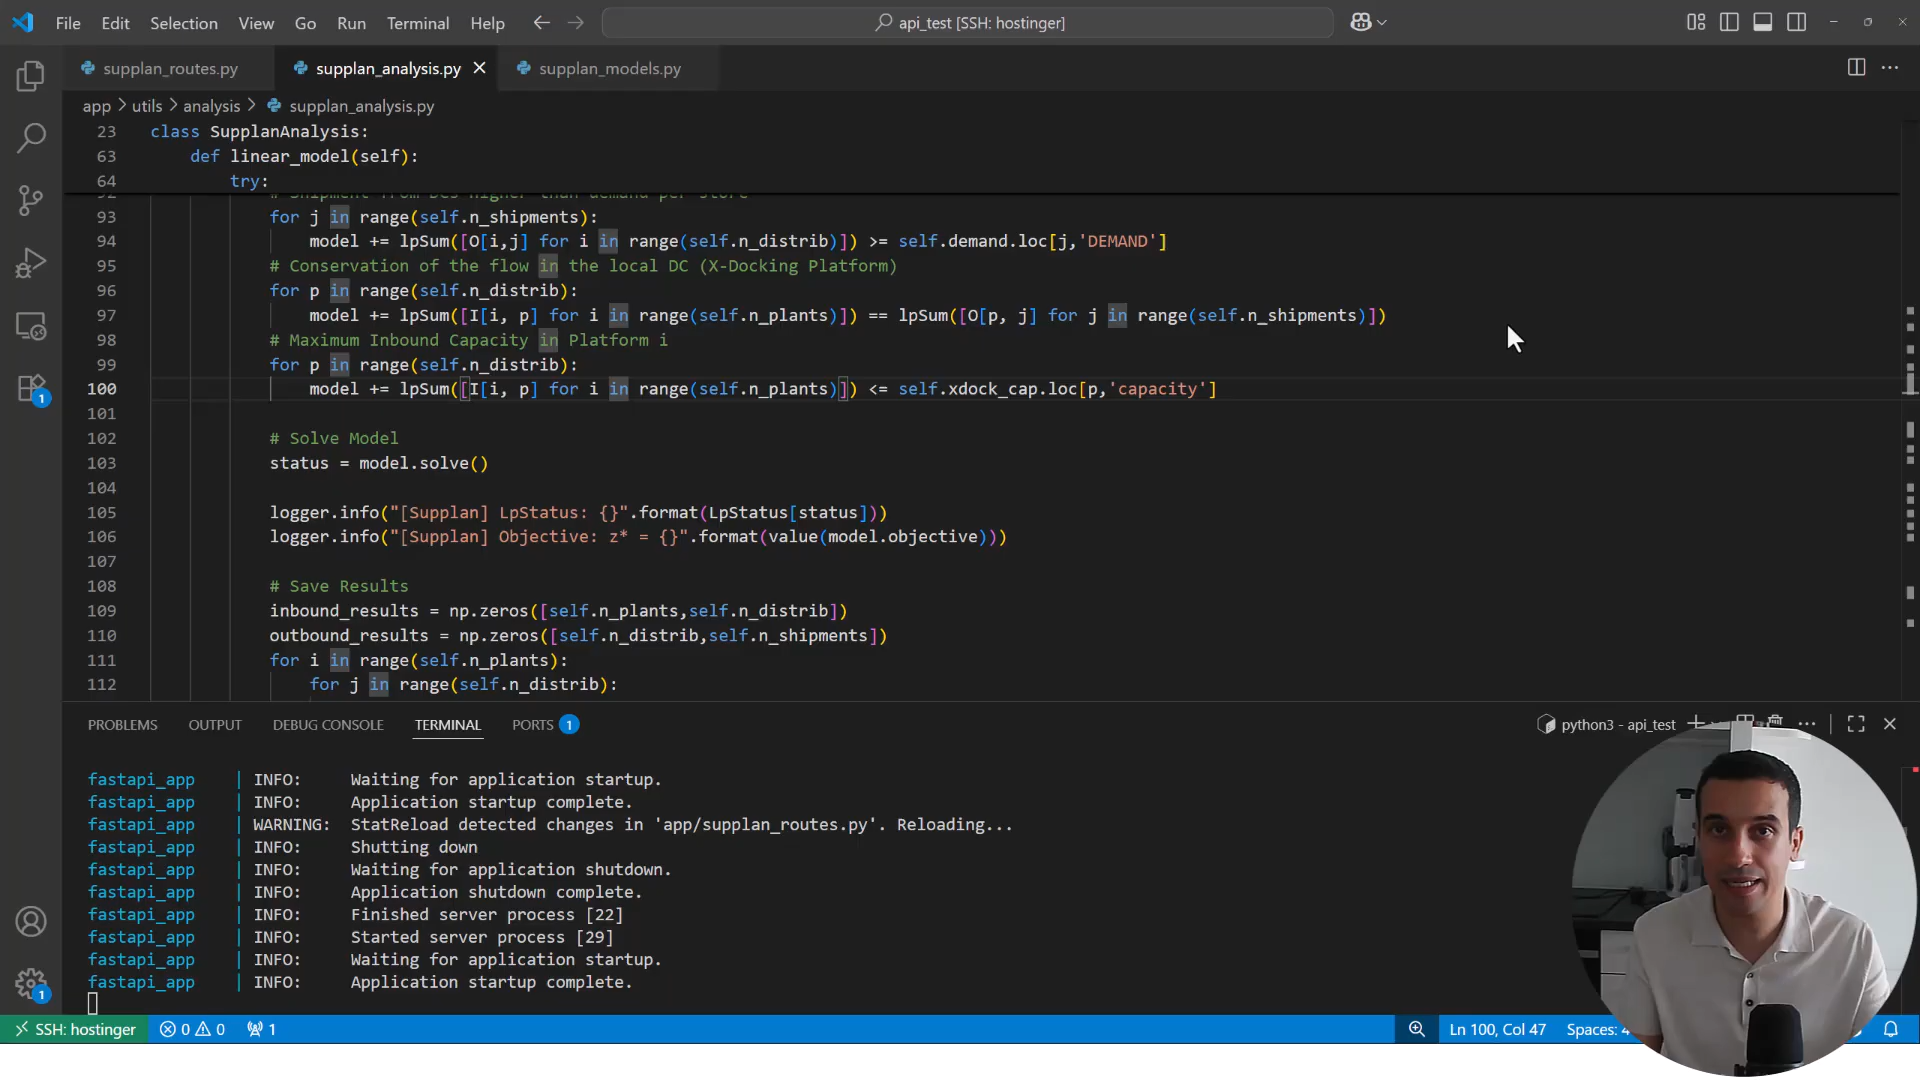 File Edit Selection View Go Run Terminal Help
api_test [SSH: hostinger]
supplan_routes.py
supplan_analysis.py
supplan_models.py
app > utils > analysis > supplan_analysis.py
23 class SupplanAnalysis:
63 def linear_model(self):
64 try:
92 # Shipment from DCs higher than demand per store
93 for j in range(self.n_shipments):
94 model += lpSum([O[i,j] for i in range(self.n_distrib)]) >= self.demand.loc[j,'DEMAND']
95 # Conservation of the flow in the local DC (X-Docking Platform)
96 for p in range(self.n_distrib):
97 model += lpSum([I[i, p] for i in range(self.n_plants)]) == lpSum([O[p, j] for j in range(self.n_shipments)])
98 # Maximum Inbound Capacity in Platform i
99 for p in range(self.n_distrib):
100 model += lpSum([I[i, p] for i in range(self.n_plants)]) <= self.xdock_cap.loc[p,'capacity']
101
102 # Solve Model
103 status = model.solve()
104
105 logger.info("[Supplan] LpStatus: {}".format(LpStatus[status]))
106 logger.info("[Supplan] Objective: z* = {}".format(value(model.objective)))
107
108 # Save Results
109 inbound_results = np.zeros([self.n_plants,self.n_distrib])
110 outbound_results = np.zeros([self.n_distrib,self.n_shipments])
111 for i in range(self.n_plants):
112 for j in range(self.n_distrib):
PROBLEMS OUTPUT DEBUG CONSOLE TERMINAL PORTS 1
python3 - api_test
fastapi_app | INFO: Waiting for application startup.
fastapi_app | INFO: Application startup complete.
fastapi_app | WARNING: StatReload detected changes in 'app/supplan_routes.py'. Reloading...
fastapi_app | INFO: Shutting down
fastapi_app | INFO: Waiting for application shutdown.
fastapi_app | INFO: Application shutdown complete.
fastapi_app | INFO: Finished server process [22]
fastapi_app | INFO: Started server process [29]
fastapi_app | INFO: Waiting for application startup.
fastapi_app | INFO: Application startup complete.
1
1
SSH: hostinger 0 0 1
Ln 100, Col 47 Spaces: 4